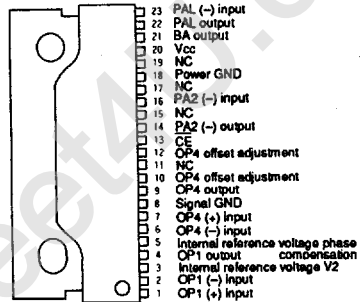 23 PAL (–) input
22 PAL output
21 BA output
20 Vcc
19 NC
18 Power GND
17 NC
16 PA2 (–) input
15 NC
14 PA2 (–) output
13 CE
12 OP4 offset adjustment
11 NC
10 OP4 offset adjustment
9 OP4 output
8 Signal GND
7 OP4 (+) input
6 OP4 (–) input
5 Internal reference voltage phase
4 OP1 output compensation
3 Internal reference voltage V2
2 OP1 (–) input
1 OP1 (+) input